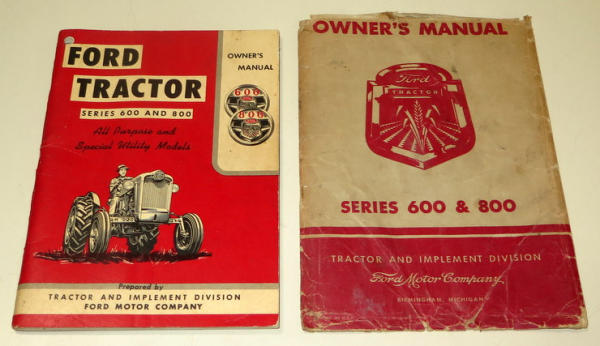 FORD
TRACTOR
SERIES 600 AND 800
All Purpose and
Special Utility Models
OWNER'S
MANUAL
600
800
Prepared by
TRACTOR AND IMPLEMENT DIVISION
FORD MOTOR COMPANY
OWNER'S MANUAL
Ford
TRACTOR
SERIES 600 & 800
TRACTOR AND IMPLEMENT DIVISION
Ford Motor Company
BIRMINGHAM, MICHIGAN